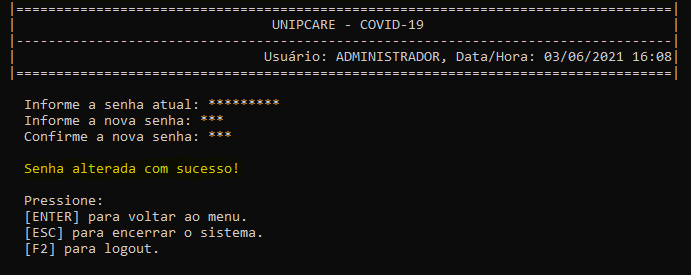 |==================================================================================|
UNIPCARE - COVID-19
|----------------------------------------------------------------------------------|
Usuário: ADMINISTRADOR, Data/Hora: 03/06/2021 16:08
|==================================================================================|
Informe a senha atual: *********
Informe a nova senha: ***
Confirme a nova senha: ***
Senha alterada com sucesso!
Pressione:
[ENTER] para voltar ao menu.
[ESC] para encerrar o sistema.
[F2] para logout.